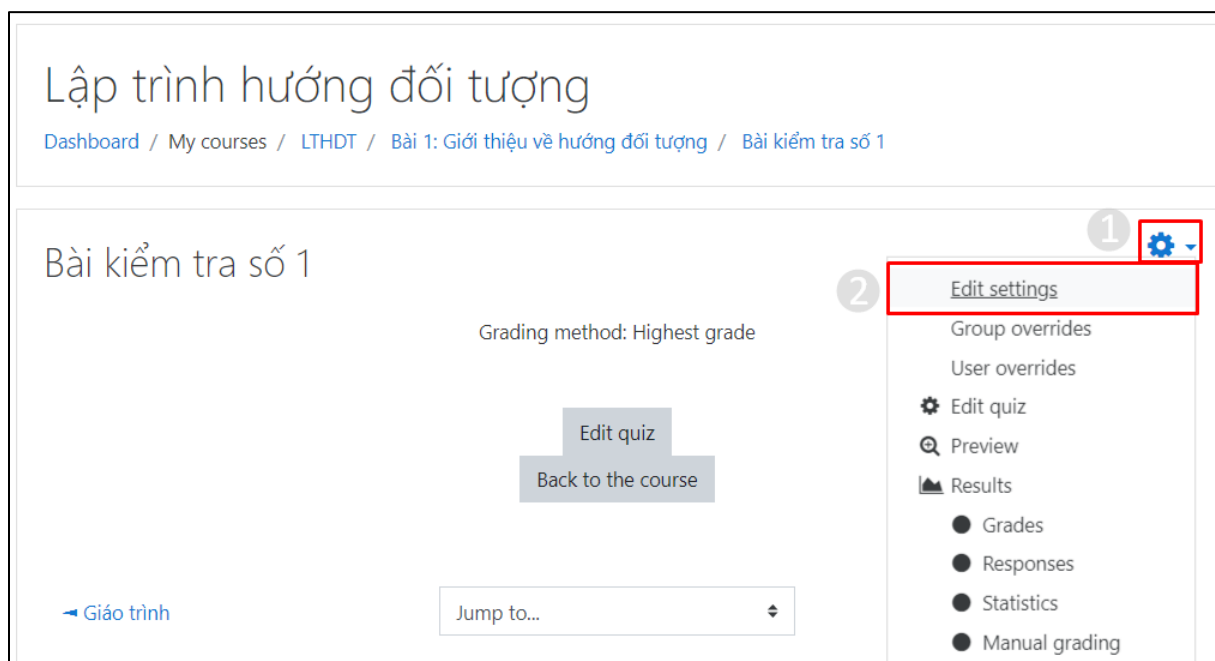 Lập trình hướng đối tượng
Dashboard / My courses / LTHDT / Bài 1: Giới thiệu về hướng đối tượng / Bài kiểm tra số 1
1
Bài kiểm tra số 1
2
Edit settings
Grading method: Highest grade
Group overrides
User overrides
Edit quiz
Edit quiz
Preview
Back to the course
Results
Grades
Responses
Statistics
Manual grading
Giáo trình
Jump to...